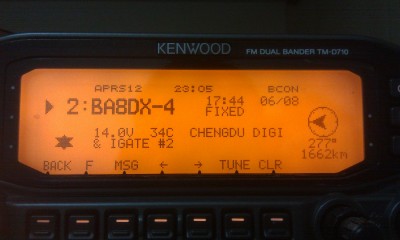 KENWOOD FM DUAL BANDER TM-D710
APRS12 23:05 BCON
2:BA8DX-4 17:44 06/08
FIXED
14.0V 34C CHENGDU DIGI
& IGATE #2 277°
1662km
BACK F MSG ← → TUNE CLR